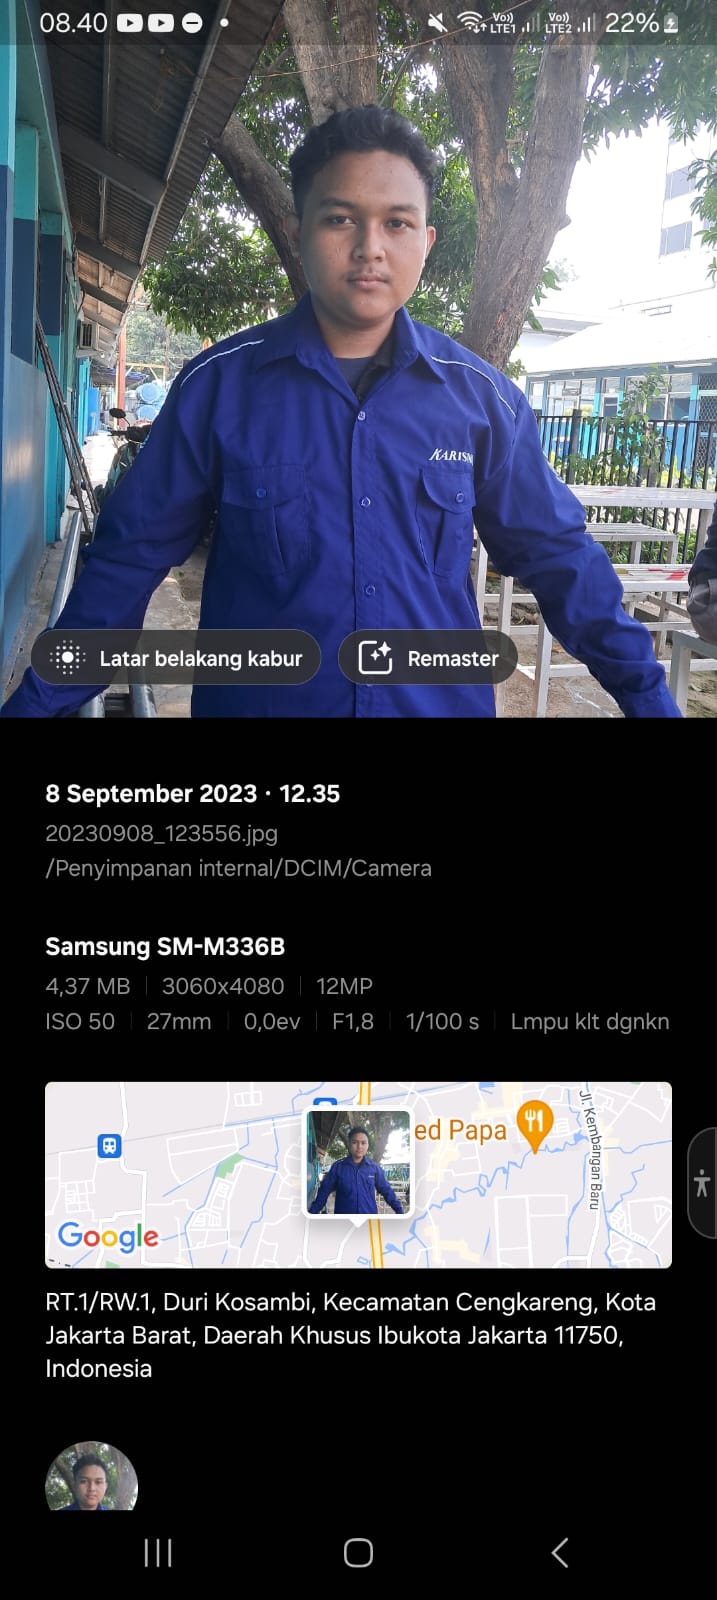 08.40
Vo)) LTE1 Vo)) LTE2 22%
KARISM
Latar belakang kabur
Remaster
8 September 2023 · 12.35
20230908_123556.jpg
/Penyimpanan internal/DCIM/Camera
Samsung SM-M336B
4,37 MB | 3060x4080 | 12MP
ISO 50 | 27mm | 0,0ev | F1,8 | 1/100 s | Lmpu klt dgnkn
ed Papa
Jl. Kembangan Baru
Google
RT.1/RW.1, Duri Kosambi, Kecamatan Cengkareng, Kota
Jakarta Barat, Daerah Khusus Ibukota Jakarta 11750,
Indonesia